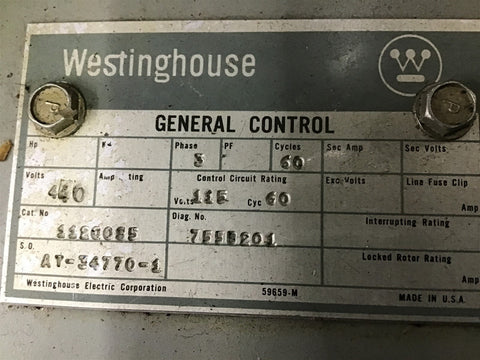 Westinghouse
W
GENERAL CONTROL
Hp Phase PF Cycles Sec Amp Sec Volts
3 60
Volts Control Circuit Rating Exc. Volts Line Fuse Clip
440 Volts 115 Cyc 60 Amp
Cat. No Diag. No. Interrupting Rating
Amp
S.O. Locked Rotor Rating
AT-34770-1 Amp
Westinghouse Electric Corporation 59659-M MADE IN U.S.A.